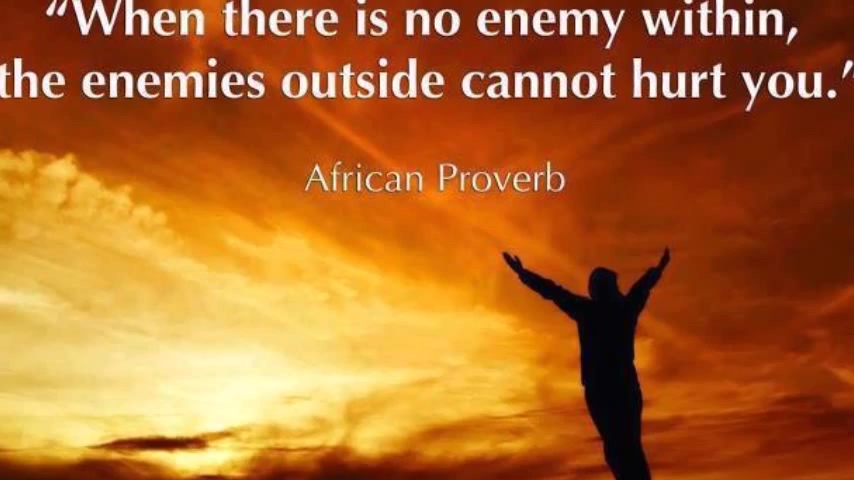 “When there is no enemy within,
the enemies outside cannot hurt you.”
African Proverb